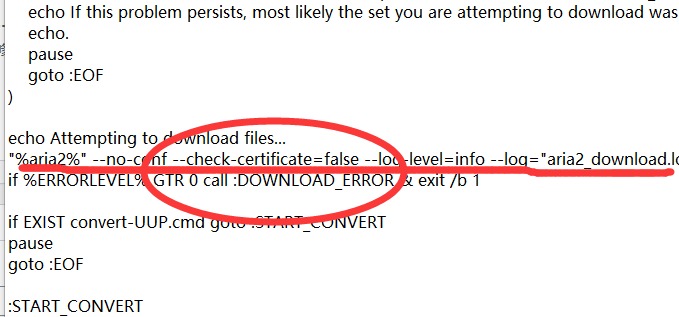 echo If this problem persists, most likely the set you are attempting to download was
echo.
pause
goto :EOF
)
echo Attempting to download files...
"%aria2%" --no-conf --check-certificate=false --log-level=info --log="aria2_download.lo
if %ERRORLEVEL% GTR 0 call :DOWNLOAD_ERROR & exit /b 1
if EXIST convert-UUP.cmd goto :START_CONVERT
pause
goto :EOF
:START_CONVERT